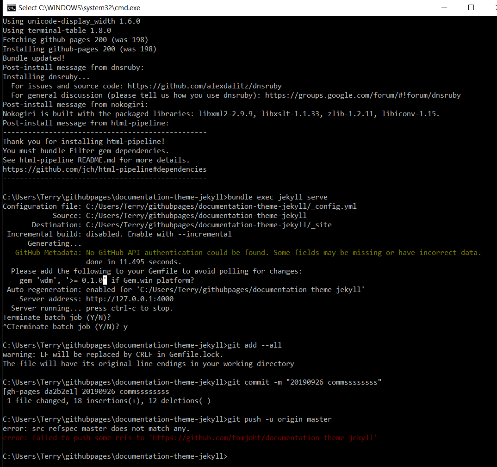 Select C:\WINDOWS\system32\cmd.exe
Using unicode-display_width 1.6.0
Using terminal-table 1.8.0
Fetching github-pages 200 (was 198)
Installing github-pages 200 (was 198)
Bundle updated!
Post-install message from dnsruby:
Installing dnsruby...
For issues and source code: https://github.com/alexdalitz/dnsruby
For general discussion (please tell us how you use dnsruby): https://groups.google.com/forum/#!forum/dnsruby
Post-install message from nokogiri:
Nokogiri is built with the packaged libraries: libxml2-2.9.9, libxslt-1.1.33, zlib-1.2.11, libiconv-1.15.
Post-install message from html-pipeline:
-------------------------------------------------
Thank you for installing html-pipeline!
You must bundle Filter gem dependencies.
See html-pipeline README.md for more details.
https://github.com/jch/html-pipeline#dependencies
-------------------------------------------------
C:\Users\Terry\githubpages\documentation-theme-jekyll>bundle exec jekyll serve
Configuration file: C:/Users/Terry/githubpages/documentation-theme-jekyll/_config.yml
Source: C:/Users/Terry/githubpages/documentation-theme-jekyll
Destination: C:/Users/Terry/githubpages/documentation-theme-jekyll/_site
Incremental build: disabled. Enable with --incremental
Generating...
GitHub Metadata: No GitHub API authentication could be found. Some fields may be missing or have incorrect data.
done in 11.495 seconds.
Please add the following to your Gemfile to avoid polling for changes:
gem 'wdm', '>= 0.1.0' if Gem.win_platform?
Auto-regeneration: enabled for 'C:/Users/Terry/githubpages/documentation-theme-jekyll'
Server address: http://127.0.0.1:4000
Server running... press ctrl-c to stop.
Terminate batch job (Y/N)?
^CTerminate batch job (Y/N)? y
C:\Users\Terry\githubpages\documentation-theme-jekyll>git add --all
warning: LF will be replaced by CRLF in Gemfile.lock.
The file will have its original line endings in your working directory
C:\Users\Terry\githubpages\documentation-theme-jekyll>git commit -m "20190926 commssssssss"
[gh-pages da2b2e1] 20190926 commssssssss
1 file changed, 18 insertions(+), 12 deletions(-)
C:\Users\Terry\githubpages\documentation-theme-jekyll>git push -u origin master
error: src refspec master does not match any.
error: failed to push some refs to
C:\Users\Terry\githubpages\documentation-theme-jekyll>